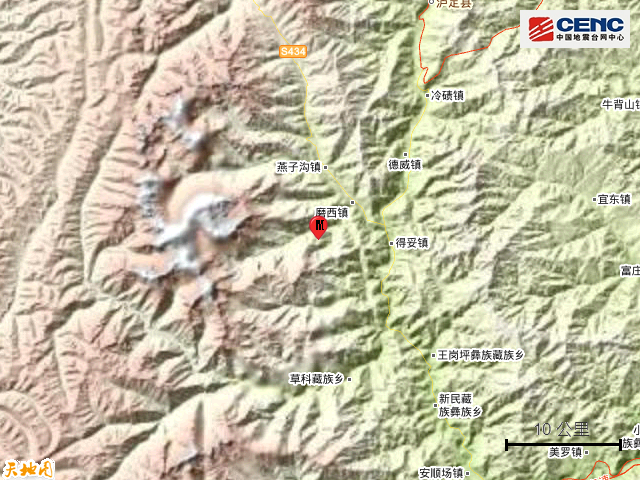 泸定县
CENC
中国地震台网中心
S434
冷碛镇
牛背山镇
燕子沟镇
德威镇
宜东镇
磨西镇
得妥镇
富庄
王岗坪彝族藏族乡
草科藏族乡
新民藏
族彝族乡
10 公里
族彝
美罗镇
安顺场镇
天地图